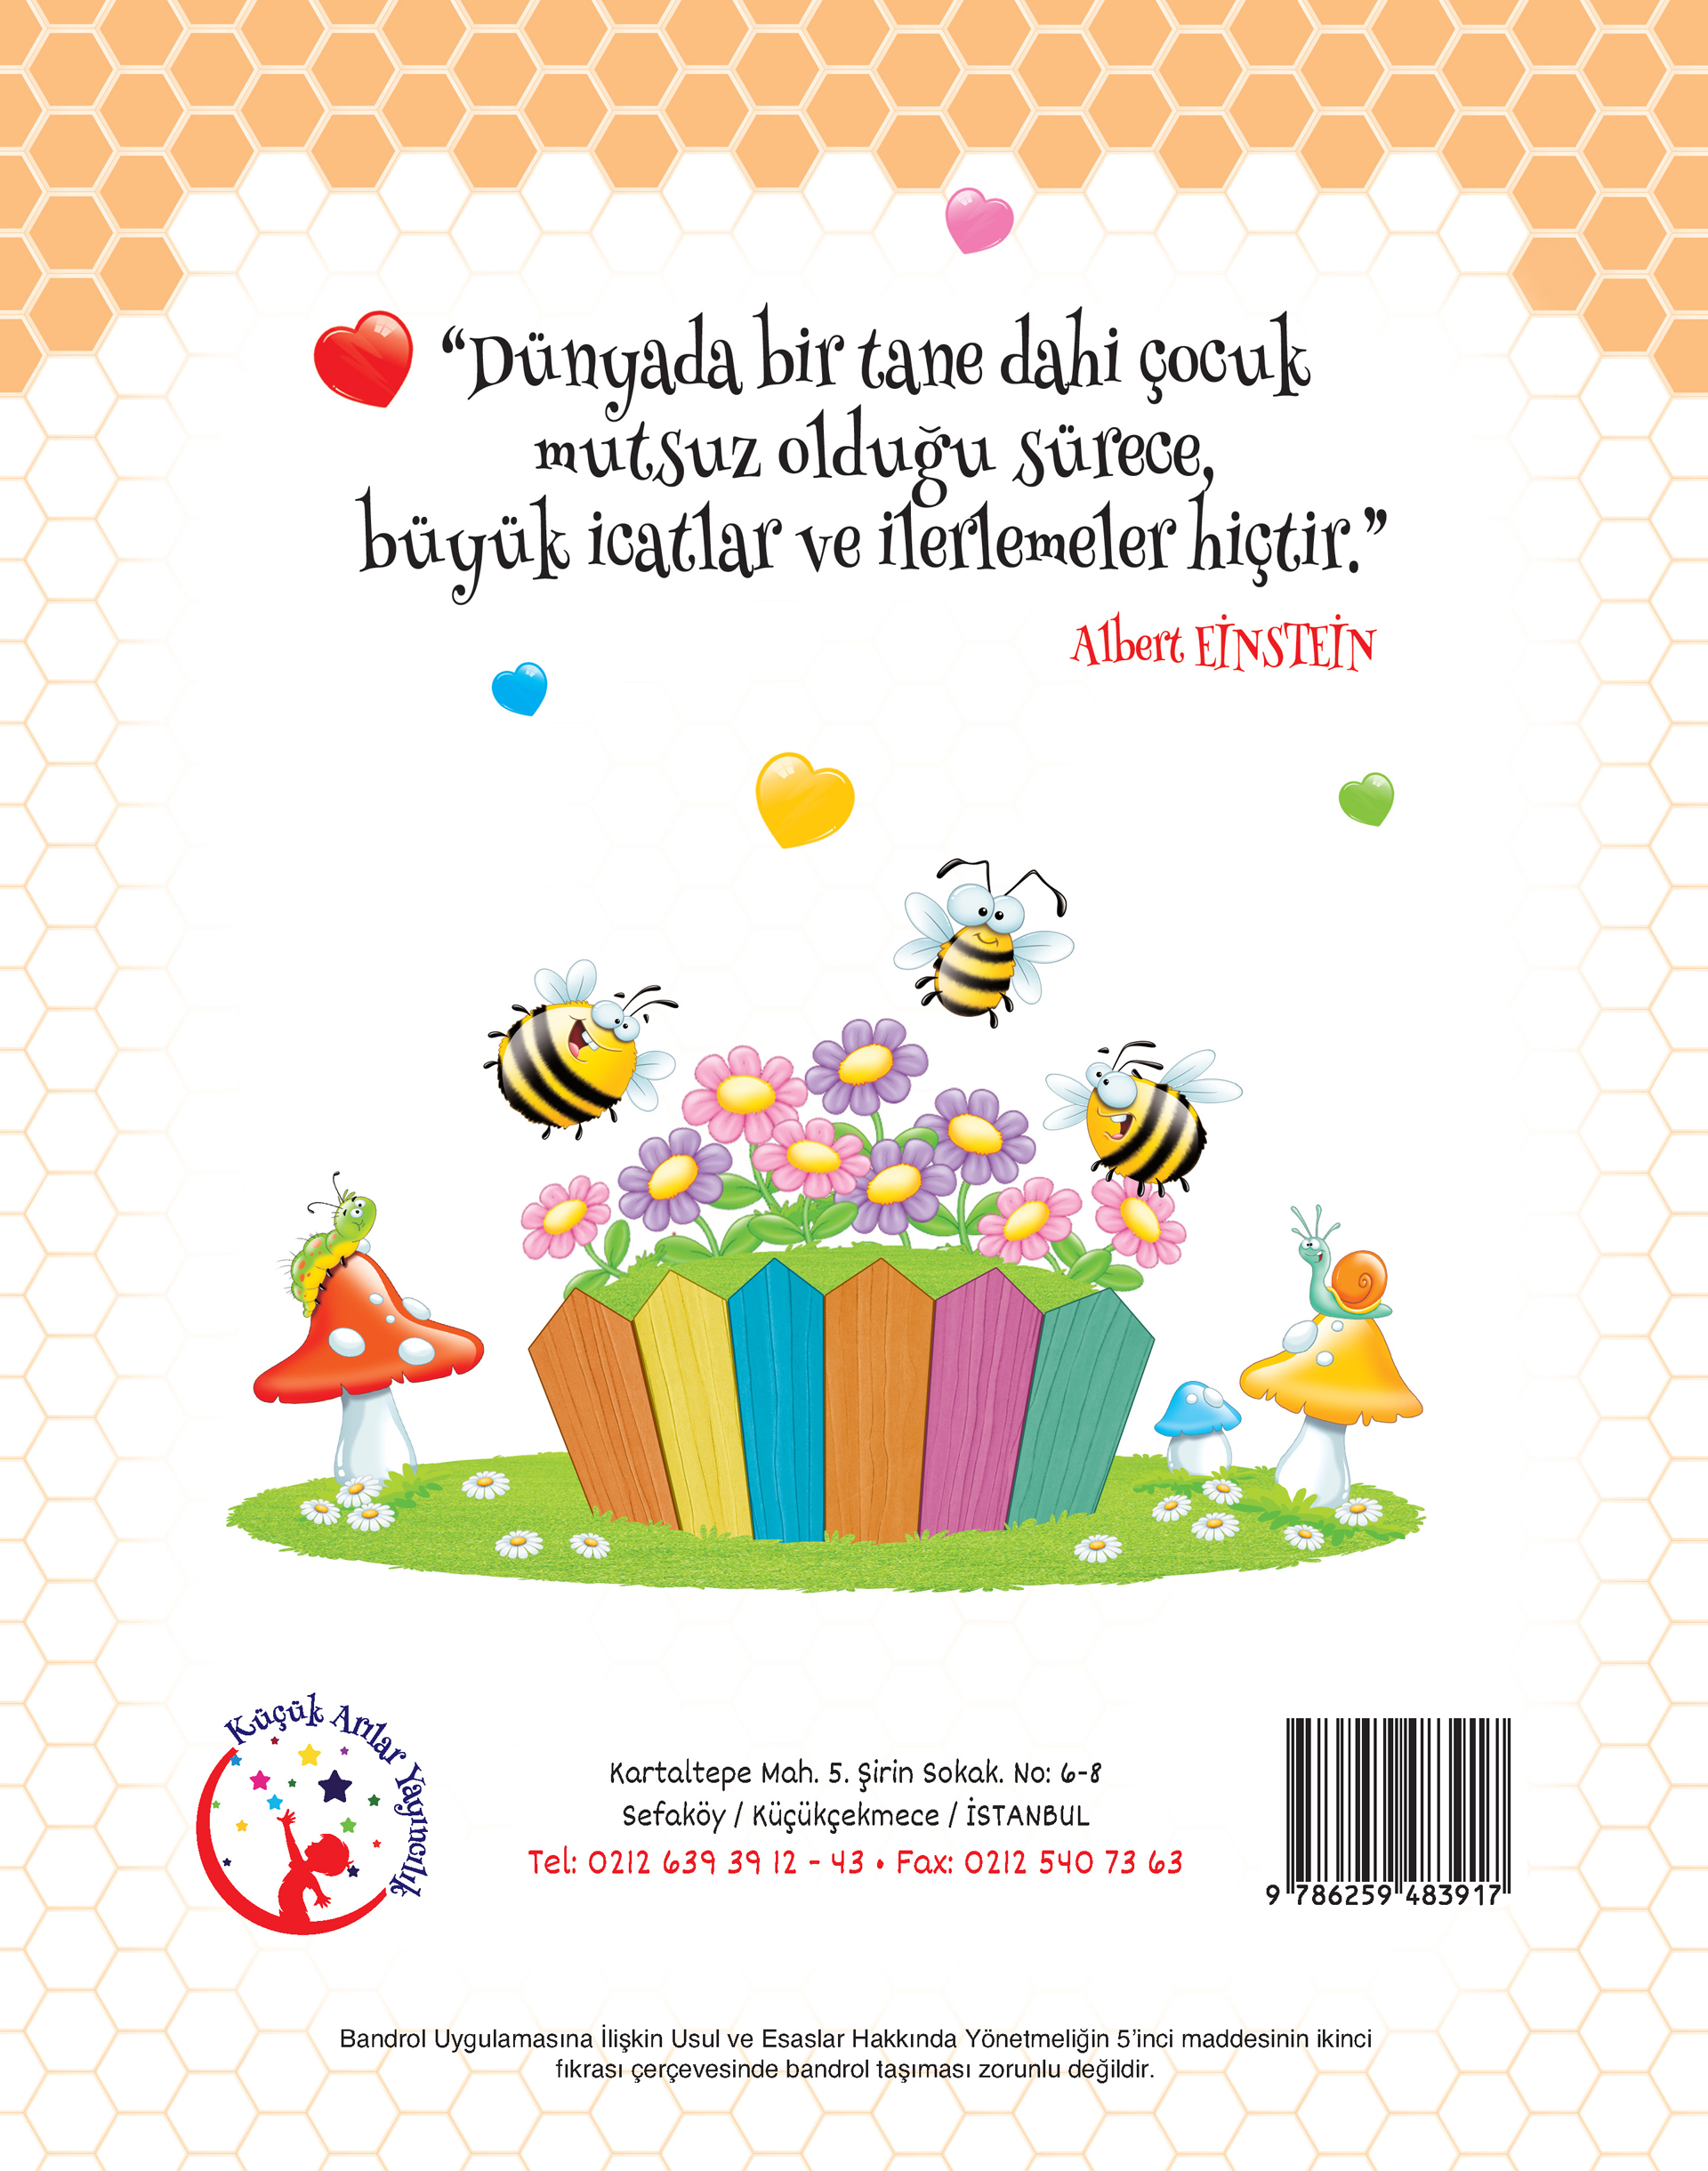 “Dünyada bir tane dahi çocuk
mutsuz olduğu sürece,
büyük icatlar ve ilerlemeler hiçtir.”
Albert EİNSTEİN
Küçük Arılar Yayıncılık
Kartaltepe Mah. 5. Şirin Sokak. No: 6-8
Sefaköy / Küçükçekmece / İSTANBUL
Tel: 0212 639 39 12 - 43 • Fax: 0212 540 73 63
9 786259 483917
Bandrol Uygulamasına İlişkin Usul ve Esaslar Hakkında Yönetmeliğin 5’inci maddesinin ikinci
fıkrası çerçevesinde bandrol taşıması zorunlu değildir.